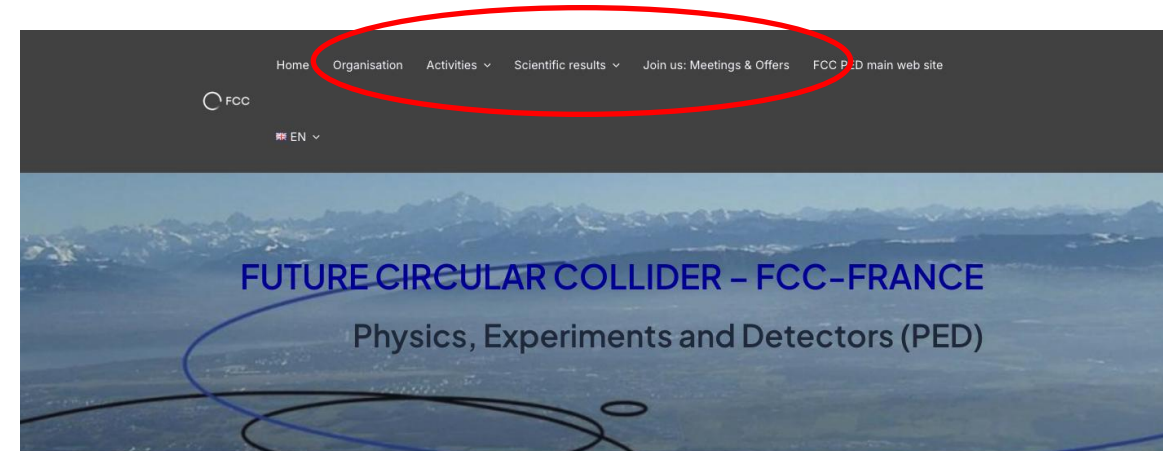 Home Organisation Activities Scientific results Join us: Meetings & Offers FCC PED main web site
FCC
EN
FUTURE CIRCULAR COLLIDER – FCC-FRANCE
Physics, Experiments and Detectors (PED)